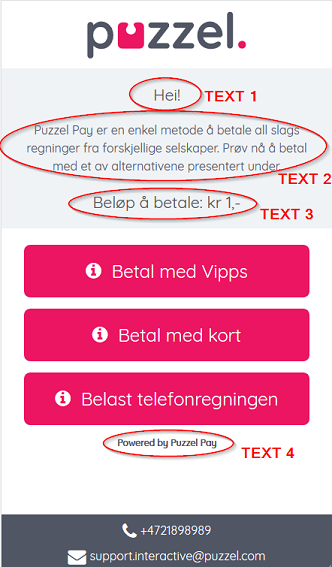 puzzel.
Hei! TEXT 1
Puzzel Pay er en enkel metode å betale all slags
regninger fra forskjellige selskaper. Prøv nå å betal
med et av alternativene presentert under.
TEXT 2
Beløp å betale: kr 1,- TEXT 3
Betal med Vipps
Betal med kort
Belast telefonregningen
Powered by Puzzel Pay TEXT 4
+4721898989
support.interactive@puzzel.com